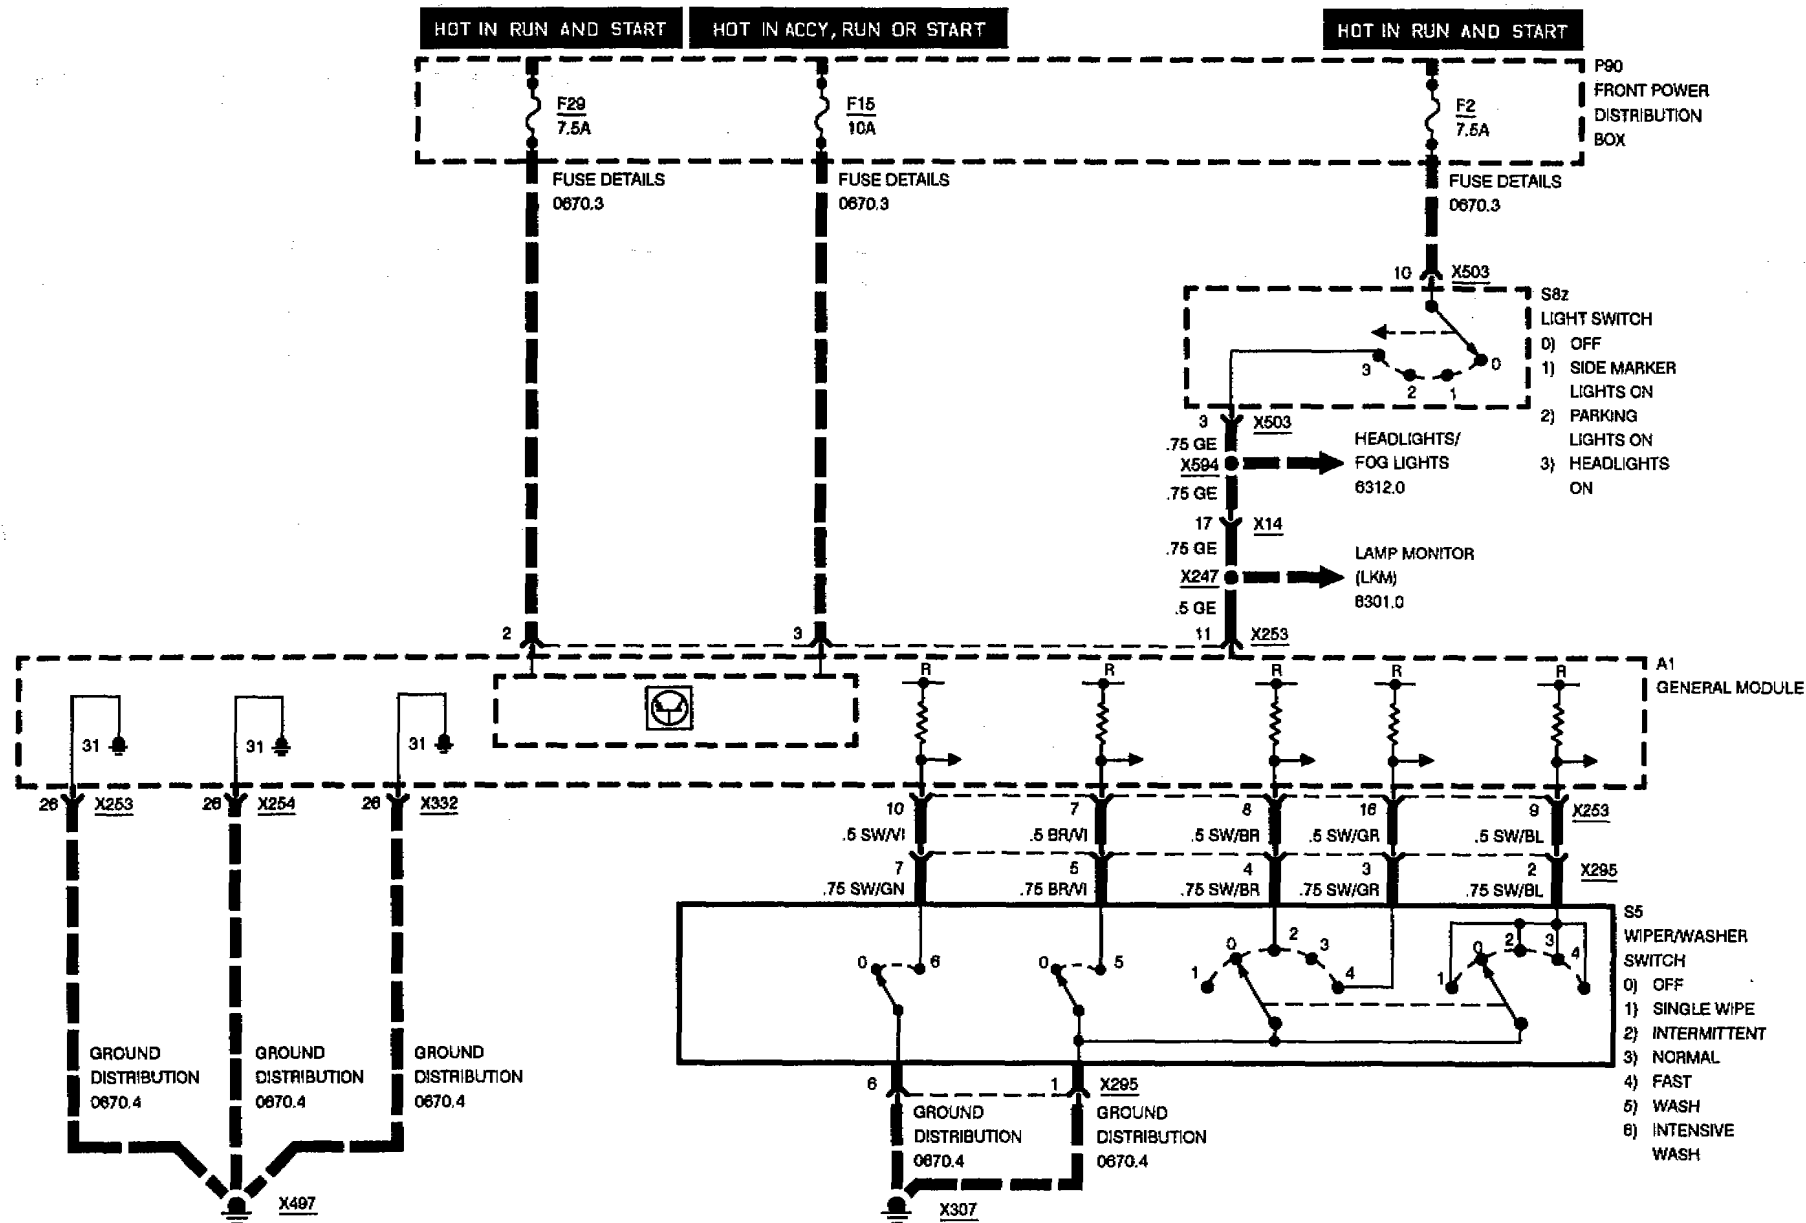 HOT IN RUN AND START
HOT IN ACCY, RUN OR START
HOT IN RUN AND START
P90
FRONT POWER
DISTRIBUTION
BOX
F29
7.5A
F15
10A
F2
7.5A
FUSE DETAILS
0670.3
FUSE DETAILS
0670.3
FUSE DETAILS
0670.3
10 X503
S8z
LIGHT SWITCH
0) OFF
1) SIDE MARKER
LIGHTS ON
2) PARKING
LIGHTS ON
3) HEADLIGHTS
ON
3 2 1 0
3 X503
.75 GE
X594
HEADLIGHTS/
FOG LIGHTS
6312.0
.75 GE
17 X14
.75 GE
X247
LAMP MONITOR
(LKM)
6301.0
.5 GE
2 3 11 X253
A1
GENERAL MODULE
R R R R R
31 31 31
26 X253 26 X254 26 X332
10 7 8 16 9 X253
.5 SW/VI .5 BR/VI .5 SW/BR .5 SW/GR .5 SW/BL
7 5 4 3 2 X295
.75 SW/GN .75 BR/VI .75 SW/BR .75 SW/GR .75 SW/BL
S5
WIPER/WASHER
SWITCH
0) OFF
1) SINGLE WIPE
2) INTERMITTENT
3) NORMAL
4) FAST
5) WASH
6) INTENSIVE
WASH
0 6
0 5
1 0 2 3 4
1 0 2 3 4
GROUND
DISTRIBUTION
0670.4
GROUND
DISTRIBUTION
0670.4
GROUND
DISTRIBUTION
0670.4
6 1 X295
GROUND
DISTRIBUTION
0670.4
GROUND
DISTRIBUTION
0670.4
X497
X307